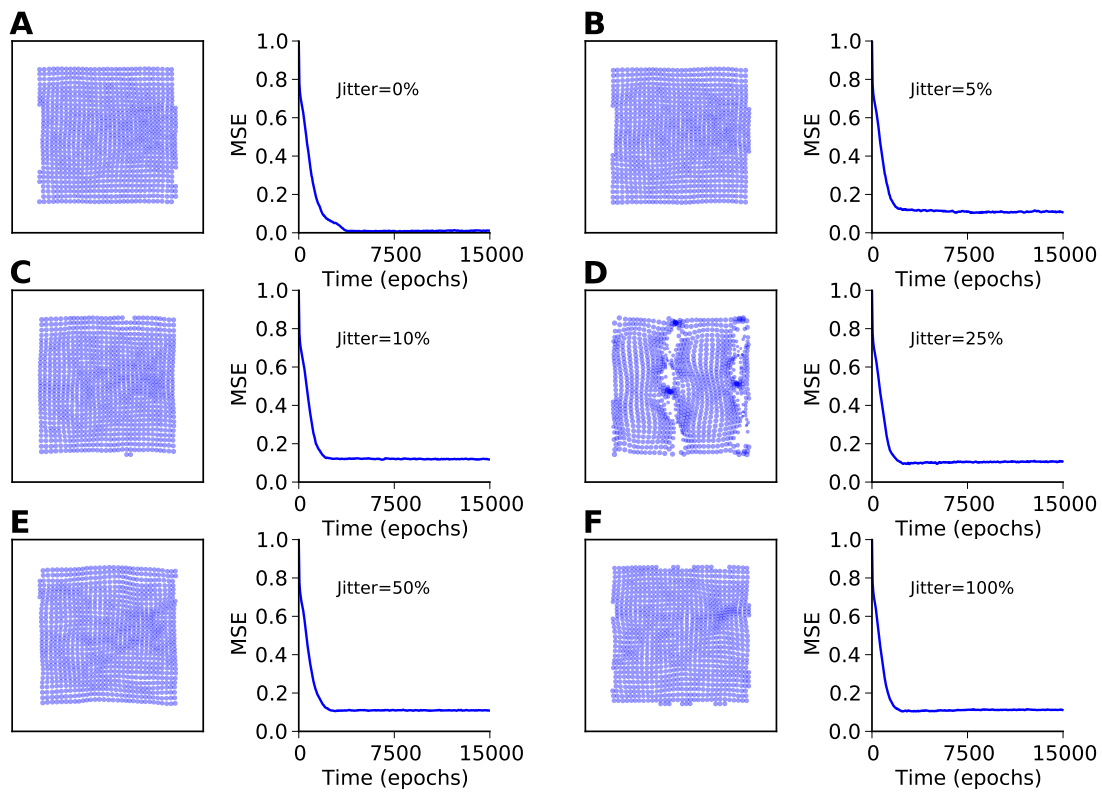 A
MSE
1.0
0.8
0.6
0.4
0.2
0.0
Jitter=0%
0 7500 15000
Time (epochs)
B
MSE
1.0
0.8
0.6
0.4
0.2
0.0
Jitter=5%
0 7500 15000
Time (epochs)
C
MSE
1.0
0.8
0.6
0.4
0.2
0.0
Jitter=10%
0 7500 15000
Time (epochs)
D
MSE
1.0
0.8
0.6
0.4
0.2
0.0
Jitter=25%
0 7500 15000
Time (epochs)
E
MSE
1.0
0.8
0.6
0.4
0.2
0.0
Jitter=50%
0 7500 15000
Time (epochs)
F
MSE
1.0
0.8
0.6
0.4
0.2
0.0
Jitter=100%
0 7500 15000
Time (epochs)